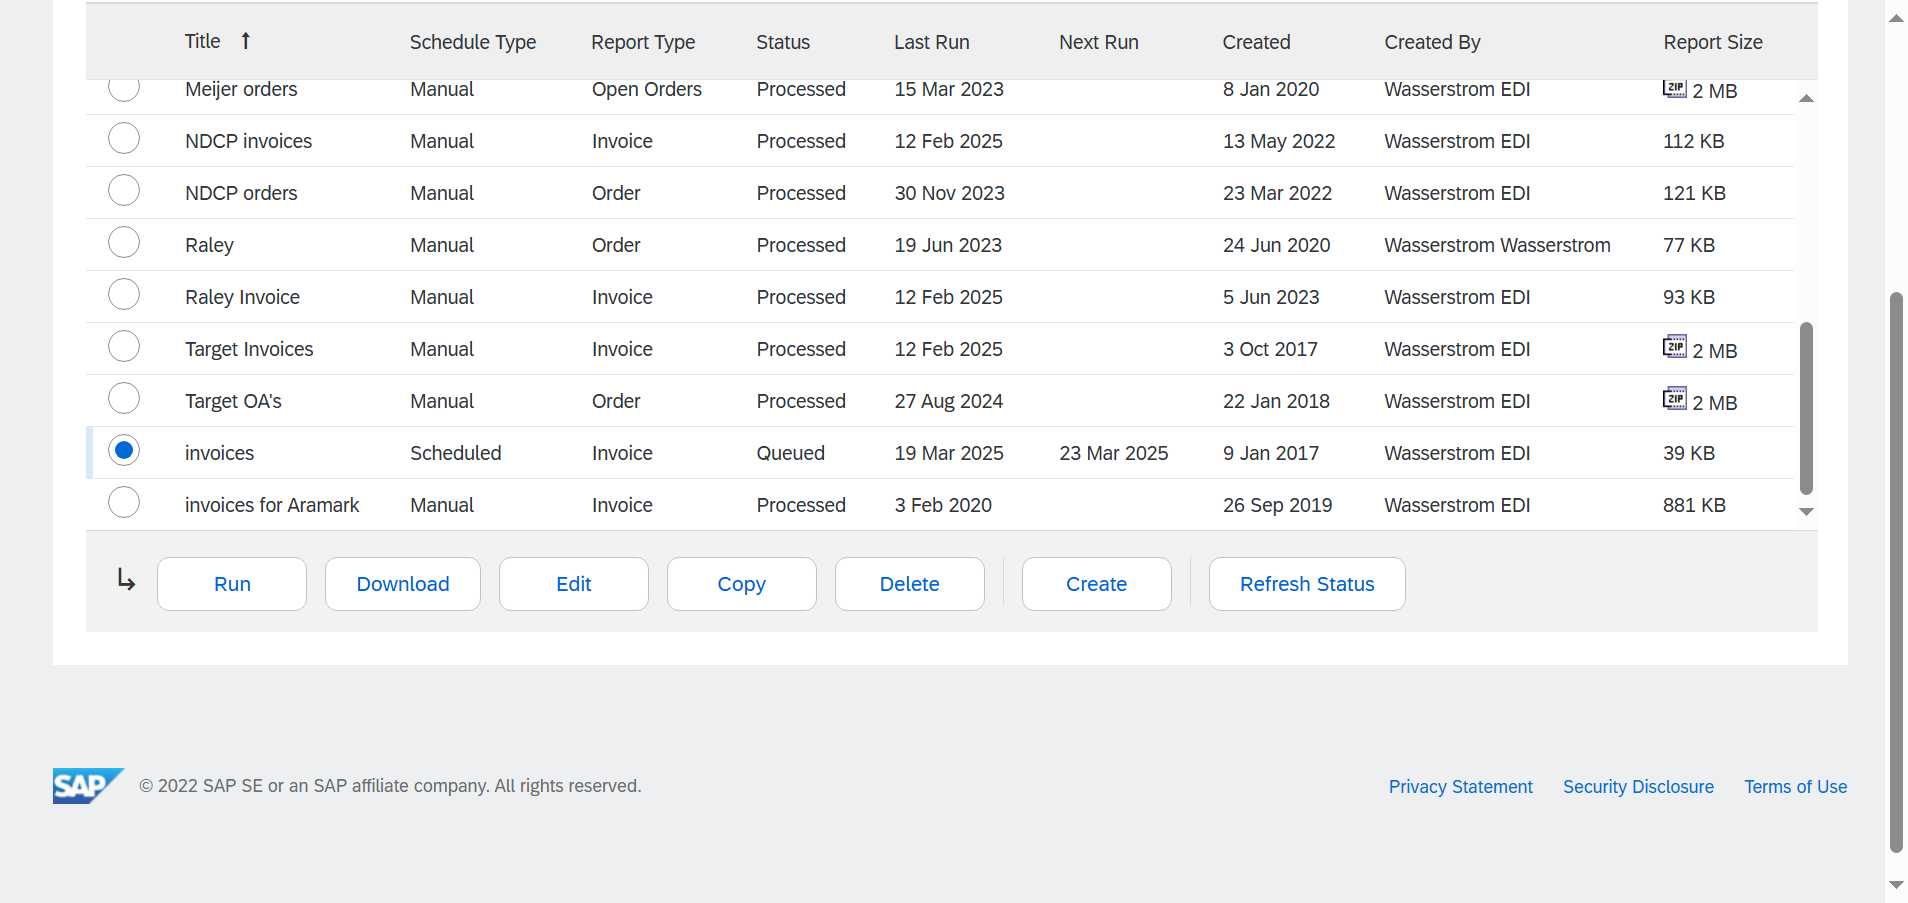 Title ↑ Schedule Type Report Type Status Last Run Next Run Created Created By Report Size
Meijer orders Manual Open Orders Processed 15 Mar 2023 8 Jan 2020 Wasserstrom EDI ZIP 2 MB
NDCP invoices Manual Invoice Processed 12 Feb 2025 13 May 2022 Wasserstrom EDI 112 KB
NDCP orders Manual Order Processed 30 Nov 2023 23 Mar 2022 Wasserstrom EDI 121 KB
Raley Manual Order Processed 19 Jun 2023 24 Jun 2020 Wasserstrom Wasserstrom 77 KB
Raley Invoice Manual Invoice Processed 12 Feb 2025 5 Jun 2023 Wasserstrom EDI 93 KB
Target Invoices Manual Invoice Processed 12 Feb 2025 3 Oct 2017 Wasserstrom EDI ZIP 2 MB
Target OA's Manual Order Processed 27 Aug 2024 22 Jan 2018 Wasserstrom EDI ZIP 2 MB
invoices Scheduled Invoice Queued 19 Mar 2025 23 Mar 2025 9 Jan 2017 Wasserstrom EDI 39 KB
invoices for Aramark Manual Invoice Processed 3 Feb 2020 26 Sep 2019 Wasserstrom EDI 881 KB
Run Download Edit Copy Delete Create Refresh Status
SAP © 2022 SAP SE or an SAP affiliate company. All rights reserved. Privacy Statement Security Disclosure Terms of Use